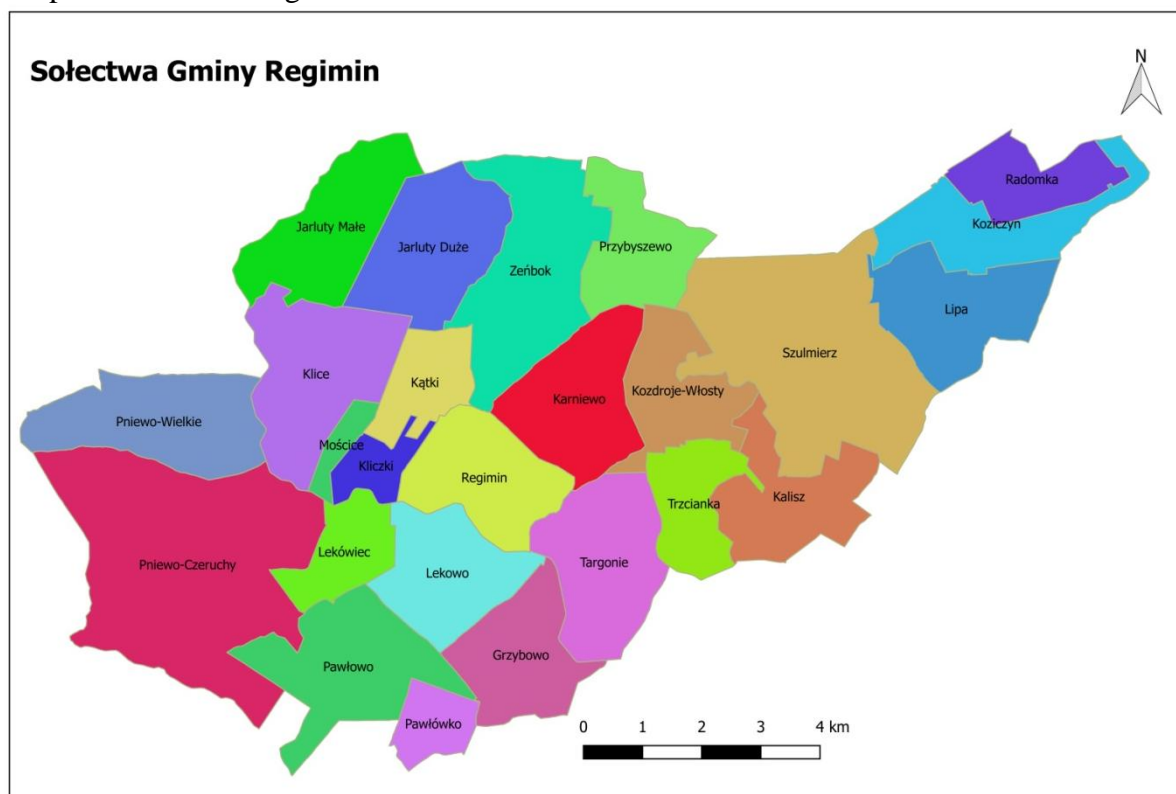 Sołectwa Gminy Regimin
N
Radomka
Koziczyn
Jarluty Małe
Jarluty Duże
Przybyszewo
Zeńbok
Lipa
Szulmierz
Klice
Kątki
Karniewo
Kozdroje-Włosty
Pniewo-Wielkie
Mościce
Kliczki
Regimin
Kalisz
Trzcianka
Lekówiec
Pniewo-Czeruchy
Lekowo
Targonie
Grzybowo
Pawłowo
Pawłówko
0 1 2 3 4 km